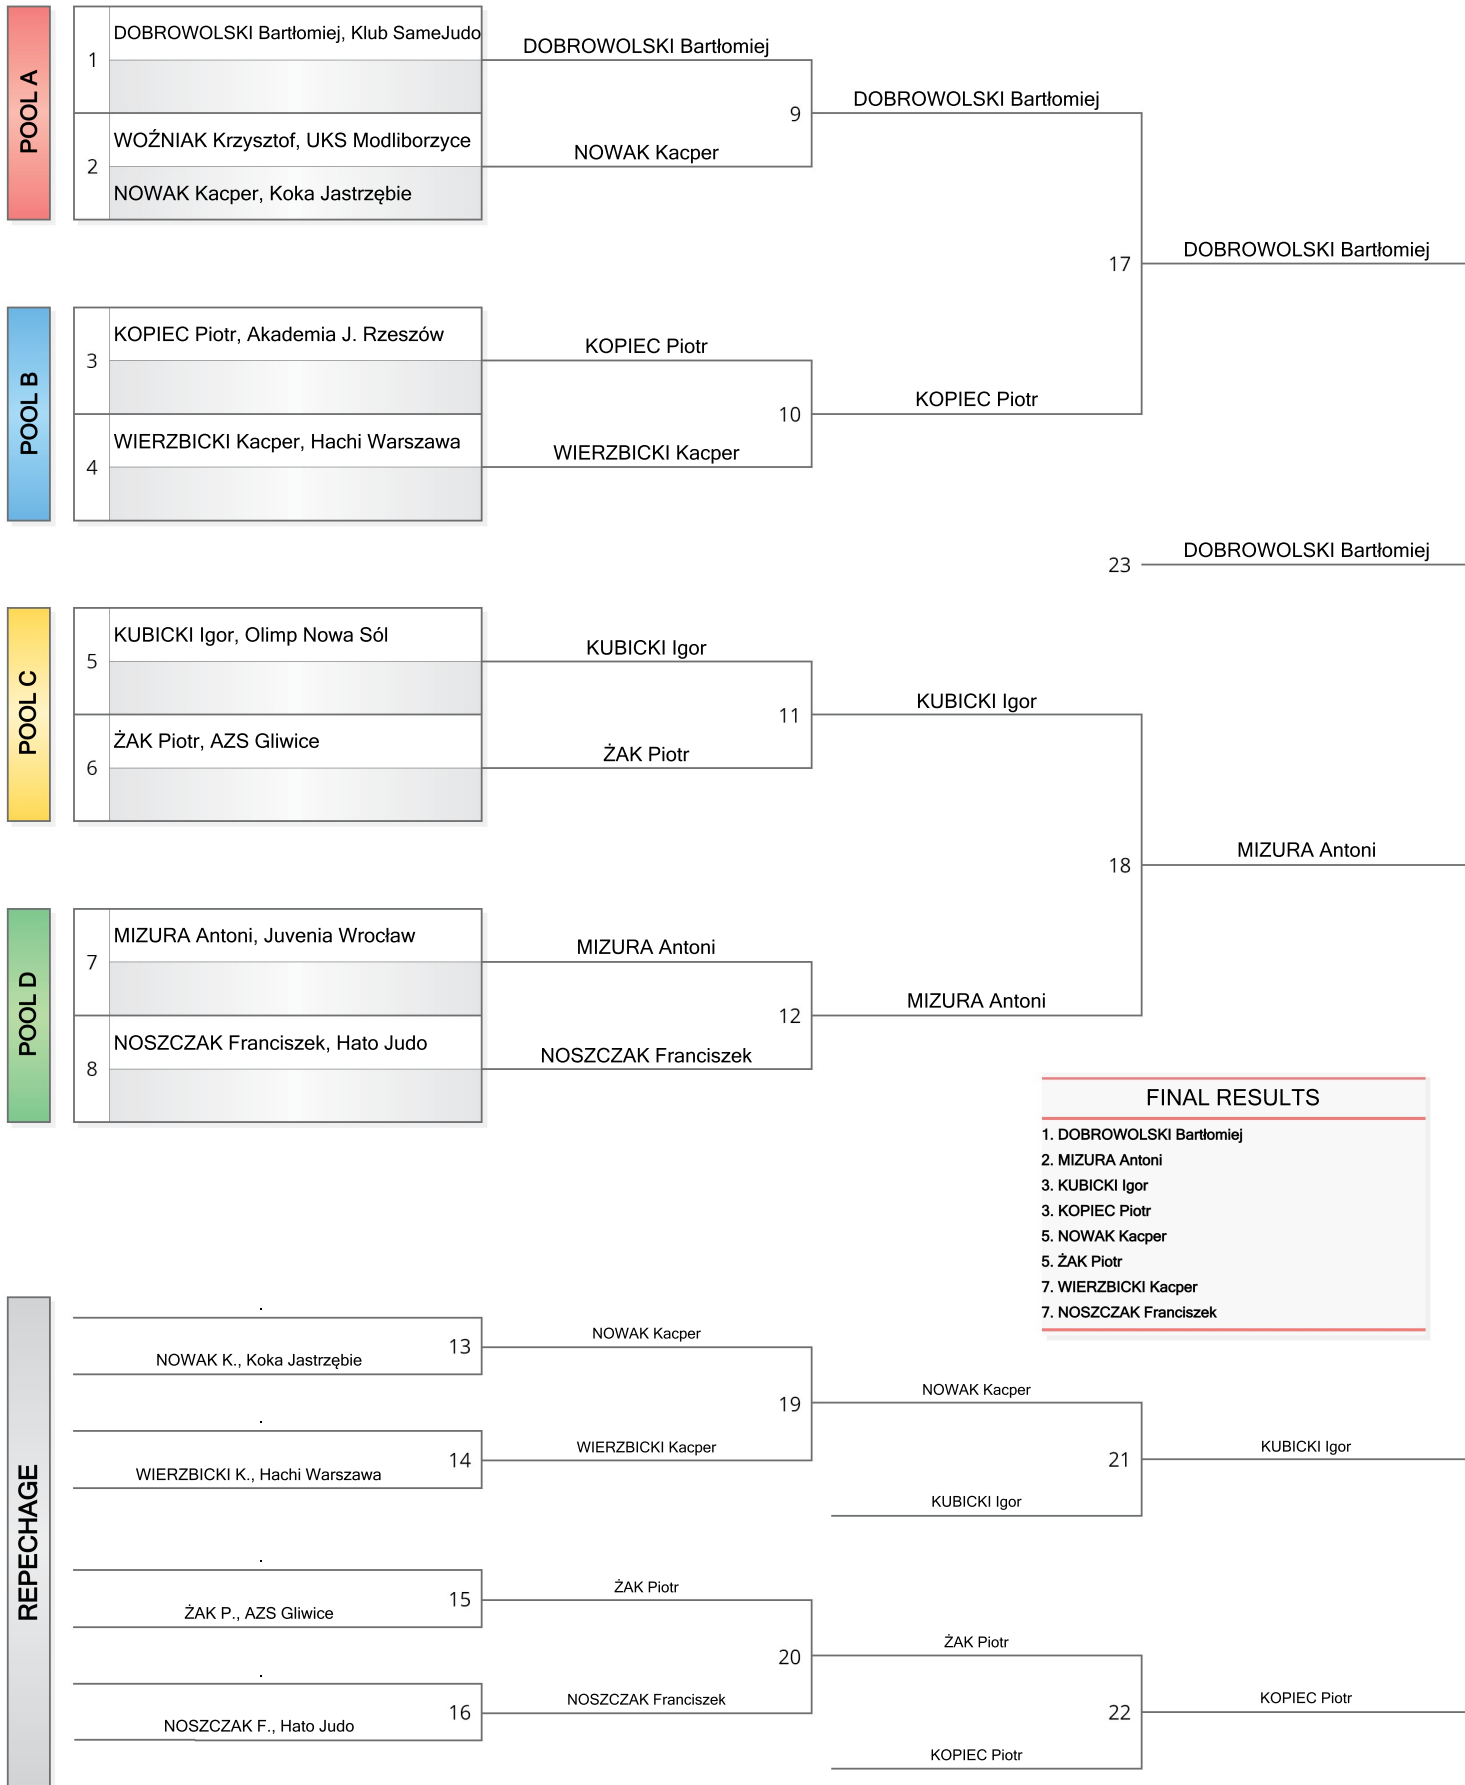 POOL A
1
DOBROWOLSKI Bartłomiej, Klub SameJudo
2
WOŹNIAK Krzysztof, UKS Modliborzyce
NOWAK Kacper, Koka Jastrzębie
DOBROWOLSKI Bartłomiej
NOWAK Kacper
9
DOBROWOLSKI Bartłomiej
17
DOBROWOLSKI Bartłomiej
POOL B
3
KOPIEC Piotr, Akademia J. Rzeszów
4
WIERZBICKI Kacper, Hachi Warszawa
KOPIEC Piotr
WIERZBICKI Kacper
10
KOPIEC Piotr
23
DOBROWOLSKI Bartłomiej
POOL C
5
KUBICKI Igor, Olimp Nowa Sól
6
ŻAK Piotr, AZS Gliwice
KUBICKI Igor
ŻAK Piotr
11
KUBICKI Igor
18
MIZURA Antoni
POOL D
7
MIZURA Antoni, Juvenia Wrocław
8
NOSZCZAK Franciszek, Hato Judo
MIZURA Antoni
NOSZCZAK Franciszek
12
MIZURA Antoni
FINAL RESULTS
1. DOBROWOLSKI Bartłomiej
2. MIZURA Antoni
3. KUBICKI Igor
3. KOPIEC Piotr
5. NOWAK Kacper
5. ŻAK Piotr
7. WIERZBICKI Kacper
7. NOSZCZAK Franciszek
REPECHAGE
.
NOWAK K., Koka Jastrzębie
13
.
WIERZBICKI K., Hachi Warszawa
14
NOWAK Kacper
WIERZBICKI Kacper
19
NOWAK Kacper
KUBICKI Igor
21
KUBICKI Igor
.
ŻAK P., AZS Gliwice
15
.
NOSZCZAK F., Hato Judo
16
ŻAK Piotr
NOSZCZAK Franciszek
20
ŻAK Piotr
KOPIEC Piotr
22
KOPIEC Piotr